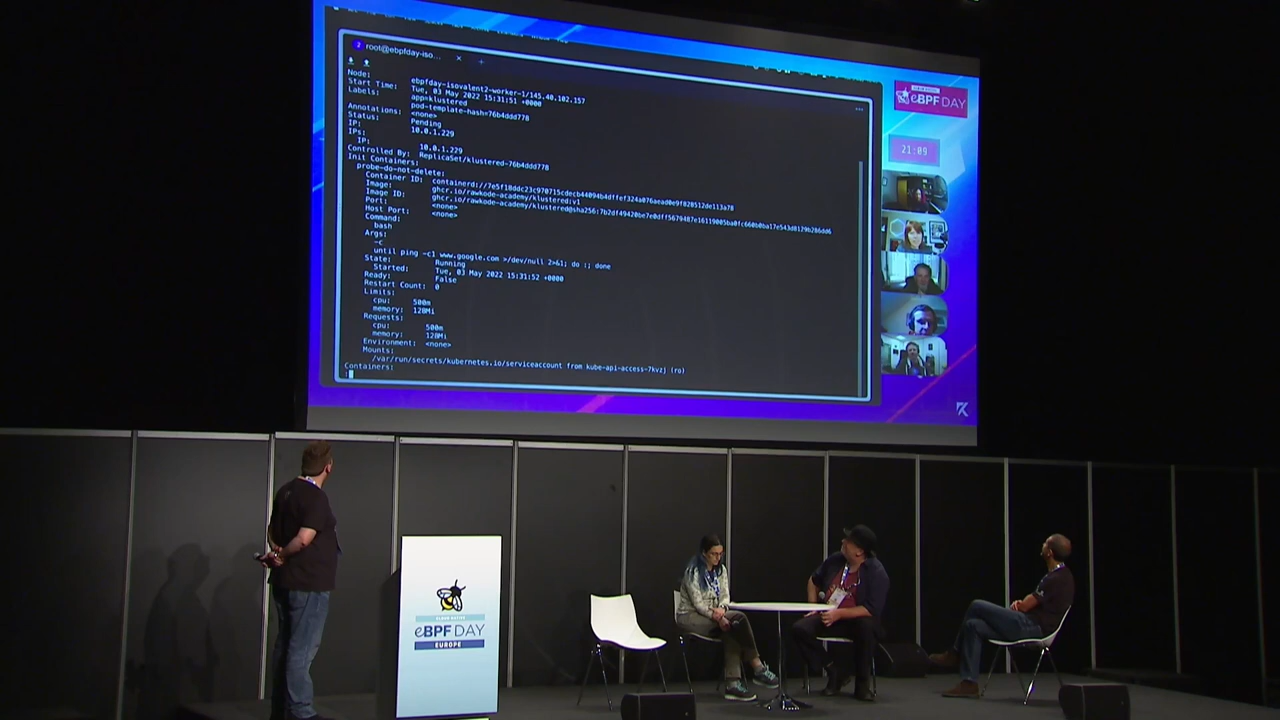 2 root@ebpfday-iso... × +
Node: ebpfday-isovalent2-worker-1/145.40.102.157
Start Time: Tue, 03 May 2022 15:31:51 +0000
Labels: app=klustered
pod-template-hash=76b4ddd778
Annotations: <none>
Status: Pending
IP: 10.0.1.229
IPs:
IP: 10.0.1.229
Controlled By: ReplicaSet/klustered-76b4ddd778
Init Containers:
probe-do-not-delete:
Container ID:
Image: ghcr.io/rawkode-academy/klustered:v1
Image ID:
Port: <none>
Host Port: <none>
Command:
bash
Args:
-c
until ping -c1 www.google.com >/dev/null 2>&1; do :; done
State: Running
Started: Tue, 03 May 2022 15:31:52 +0000
Ready: False
Restart Count: 0
Limits:
cpu: 500m
memory: 128Mi
Requests:
cpu: 500m
memory: 128Mi
Environment: <none>
Mounts:
/var/run/secrets/kubernetes.io/serviceaccount from kube-api-access-7kvzj (ro)
Containers:
:
eBPF DAY
21:09
CLOUD NATIVE
eBPF DAY
EUROPE